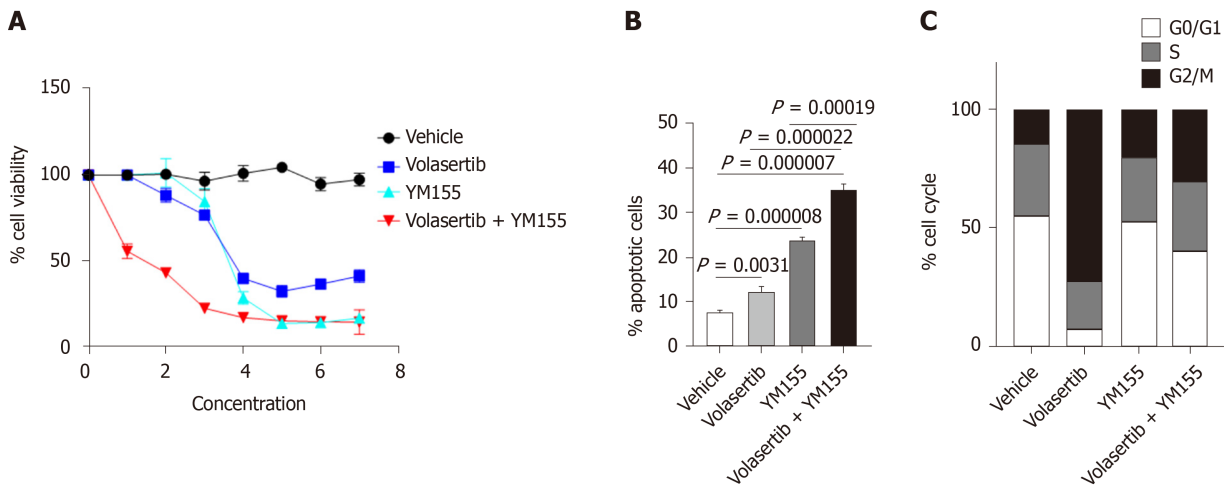 A
150
100
50
0
% cell viability
0 2 4 6 8
Concentration
Vehicle
Volasertib
YM155
Volasertib + YM155
B
P = 0.00019
P = 0.000022
P = 0.000007
P = 0.000008
P = 0.0031
50
40
30
20
10
0
% apoptotic cells
Vehicle
Volasertib
YM155
Volasertib + YM155
C
G0/G1
S
G2/M
100
50
0
% cell cycle
Vehicle
Volasertib
YM155
Volasertib + YM155